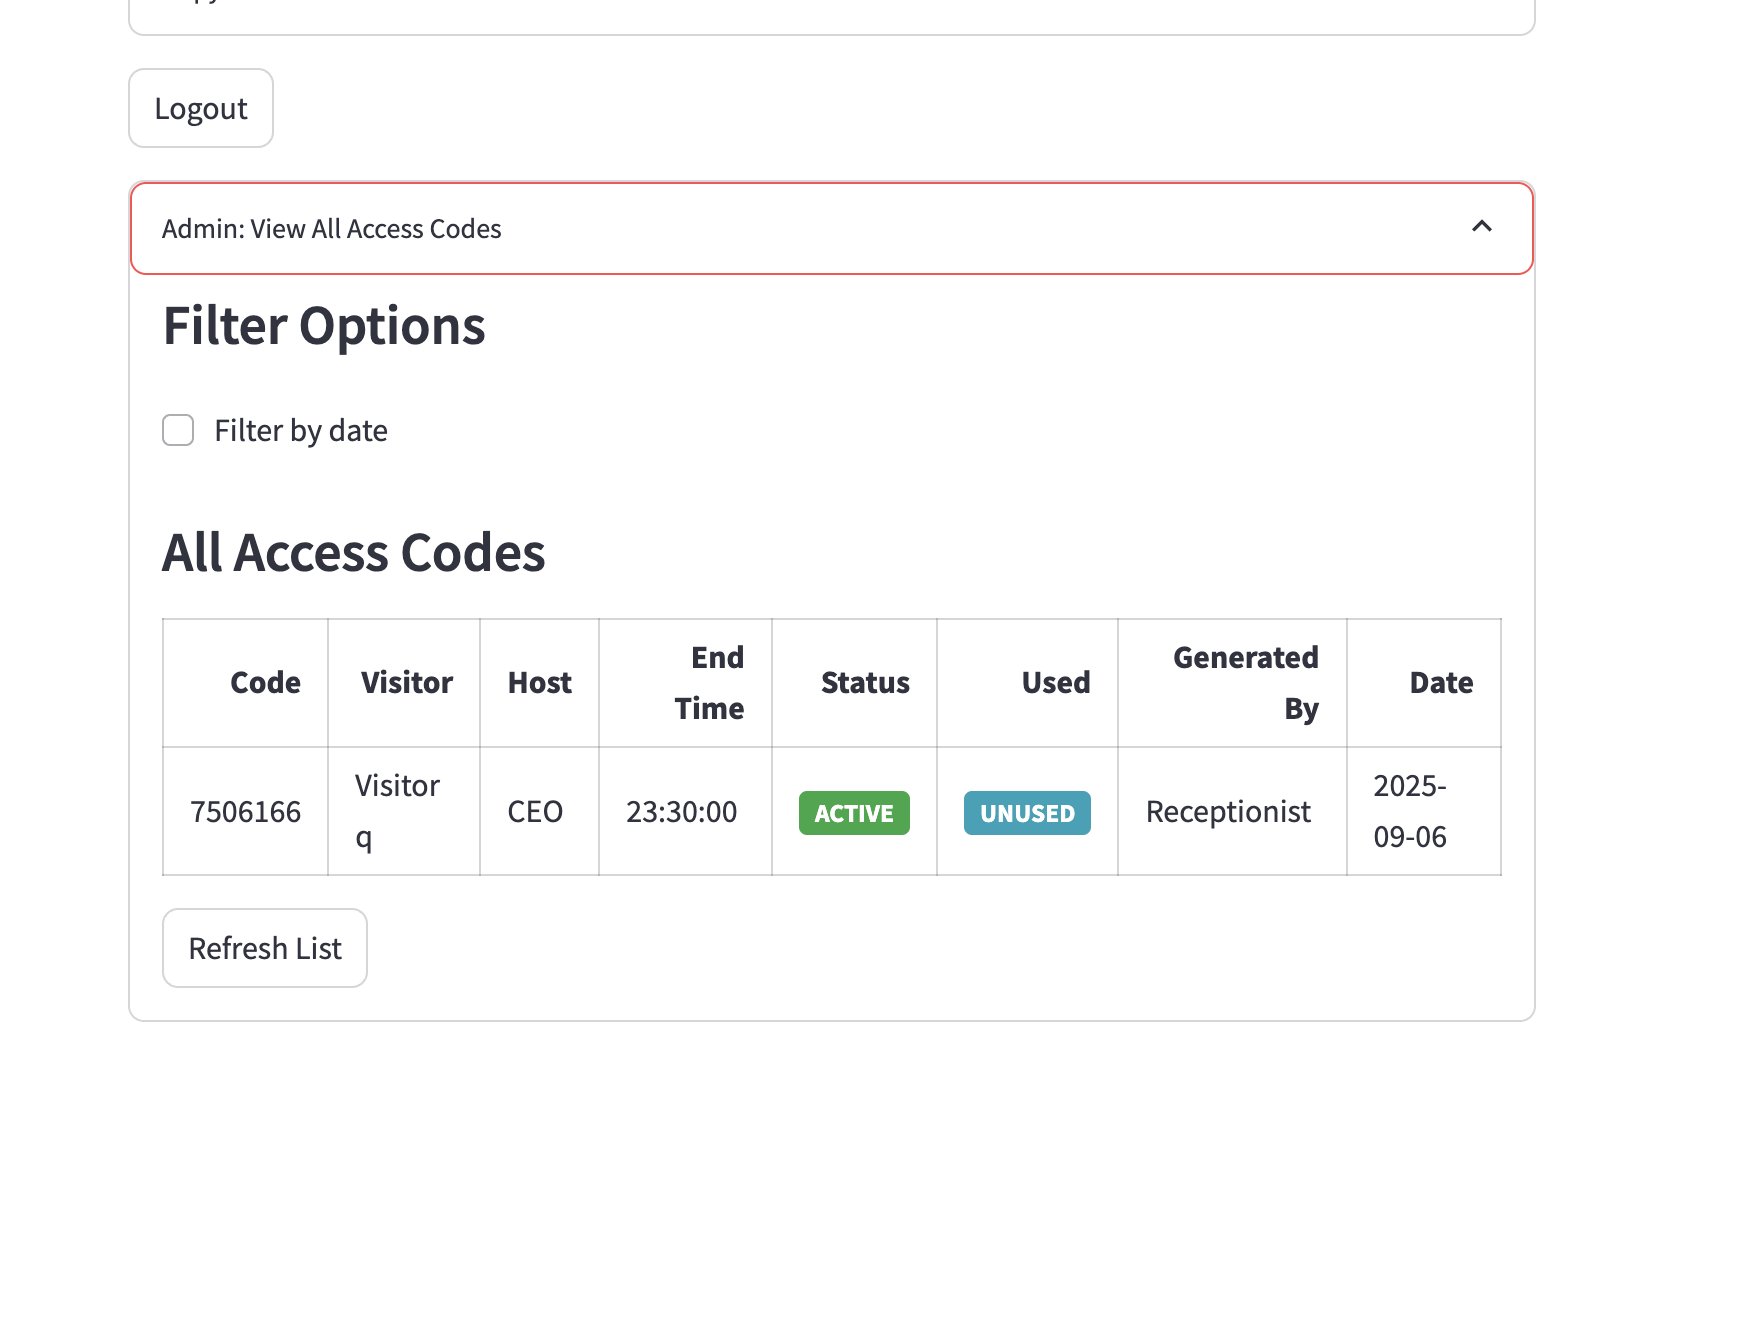 Logout
Admin: View All Access Codes
Filter Options
Filter by date
All Access Codes
Code Visitor Host End Time Status Used Generated By Date
7506166 Visitor q CEO 23:30:00 ACTIVE UNUSED Receptionist 2025-09-06
Refresh List